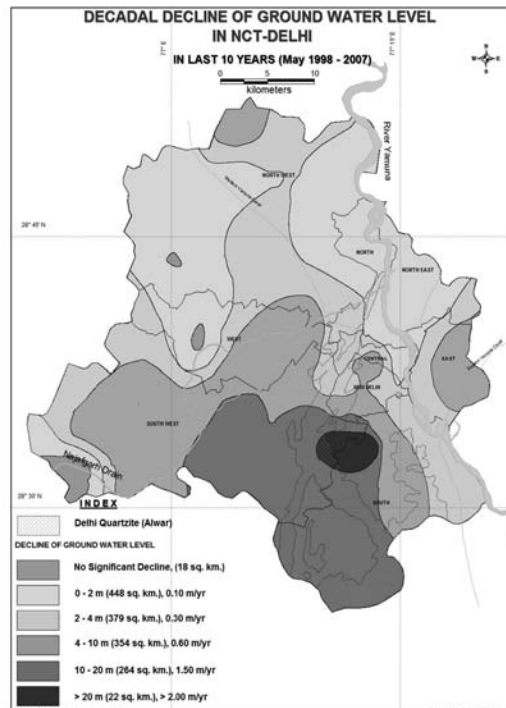 DECADAL DECLINE OF GROUND WATER LEVEL
IN NCT-DELHI
IN LAST 10 YEARS (May 1998 - 2007)
0 5 10
kilometers
N
W E
S
River Yamuna
NORTH WEST
28° 45' N
NORTH
NORTH EAST
WEST
CENTRAL
EAST
NEW DELHI
SOUTH WEST
Najafgarh Drain
28° 30' N
SOUTH
INDEX
Delhi Quartzite (Alwar)
DECLINE OF GROUND WATER LEVEL
No Significant Decline, (18 sq. km.)
0 - 2 m (448 sq. km.), 0.10 m/yr
2 - 4 m (379 sq. km.), 0.30 m/yr
4 - 10 m (354 sq. km.), 0.60 m/yr
10 - 20 m (264 sq. km.), 1.50 m/yr
> 20 m (22 sq. km.), > 2.00 m/yr